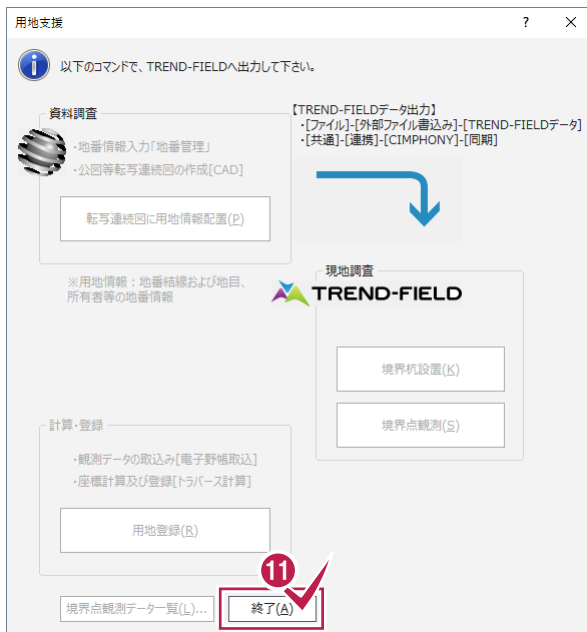 用地支援
? ×
以下のコマンドで、TREND-FIELDへ出力して下さい。
資料調査
・地番情報入力「地番管理」
・公図等転写連続図の作成[CAD]
転写連続図に用地情報配置(P)
※用地情報：地番結線および地目、
所有者等の地番情報
【TREND-FIELDデータ出力】
・[ファイル]-[外部ファイル書込み]-[TREND-FIELDデータ]
・[共通]-[連携]-[CIMPHONY]-[同期]
現地調査
TREND-FIELD
境界杭設置(K)
境界点観測(S)
計算・登録
・観測データの取込み[電子野帳取込]
・座標計算及び登録[トラバース計算]
用地登録(R)
11
境界点観測データ一覧(L)...
終了(A)